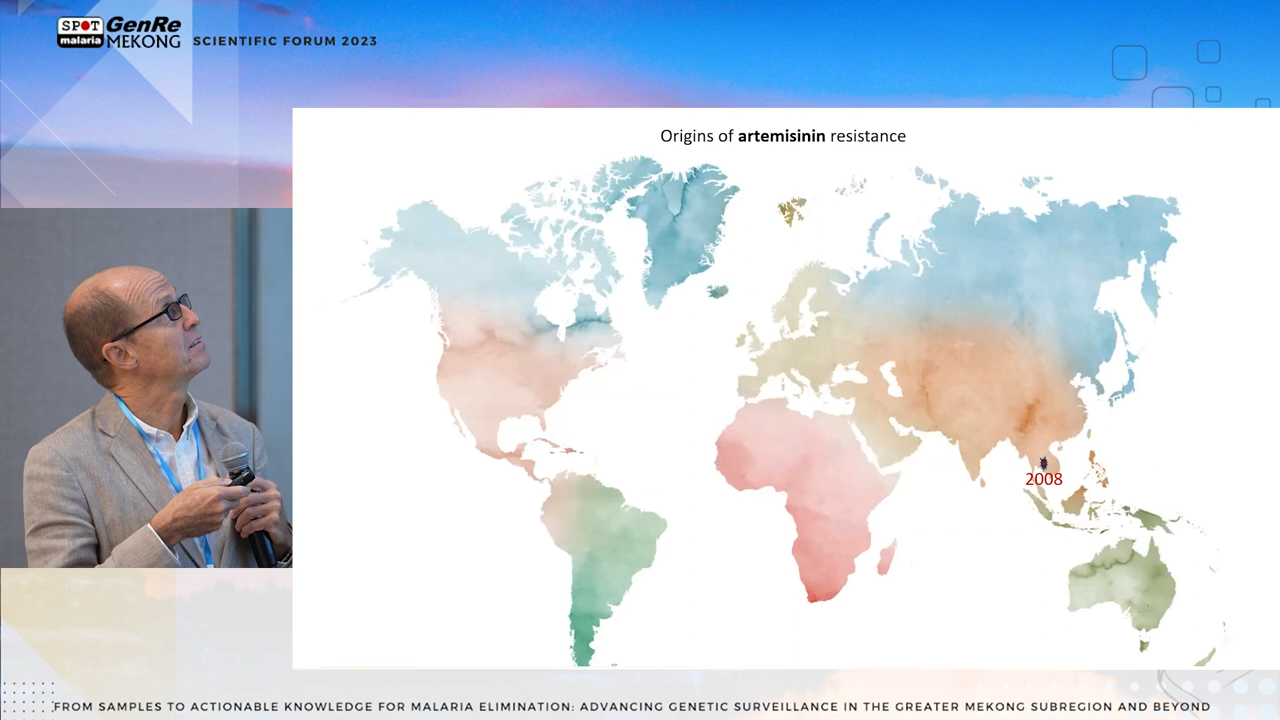 SPOT
malaria
GenRe
MEKONG
SCIENTIFIC FORUM 2023
Origins of artemisinin resistance
2008
FROM SAMPLES TO ACTIONABLE KNOWLEDGE FOR MALARIA ELIMINATION: ADVANCING GENETIC SURVEILLANCE IN THE GREATER MEKONG SUBREGION AND BEYOND